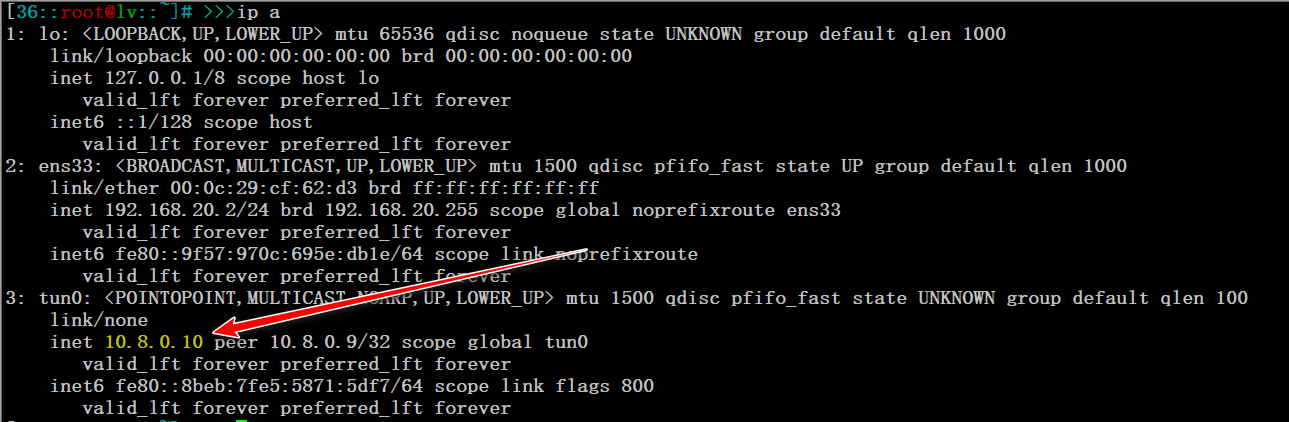 [36::root@lv::~]# >>>ip a
1: lo: <LOOPBACK,UP,LOWER_UP> mtu 65536 qdisc noqueue state UNKNOWN group default qlen 1000
link/loopback 00:00:00:00:00:00 brd 00:00:00:00:00:00
inet 127.0.0.1/8 scope host lo
valid_lft forever preferred_lft forever
inet6 ::1/128 scope host
valid_lft forever preferred_lft forever
2: ens33: <BROADCAST,MULTICAST,UP,LOWER_UP> mtu 1500 qdisc pfifo_fast state UP group default qlen 1000
link/ether 00:0c:29:cf:62:d3 brd ff:ff:ff:ff:ff:ff
inet 192.168.20.2/24 brd 192.168.20.255 scope global noprefixroute ens33
valid_lft forever preferred_lft forever
inet6 fe80::9f57:970c:695e:db1e/64 scope link noprefixroute
valid_lft forever preferred_lft forever
3: tun0: <POINTOPOINT,MULTICAST,NOARP,UP,LOWER_UP> mtu 1500 qdisc pfifo_fast state UNKNOWN group default qlen 100
link/none
inet 10.8.0.10 peer 10.8.0.9/32 scope global tun0
valid_lft forever preferred_lft forever
inet6 fe80::8beb:7fe5:5871:5df7/64 scope link flags 800
valid_lft forever preferred_lft forever